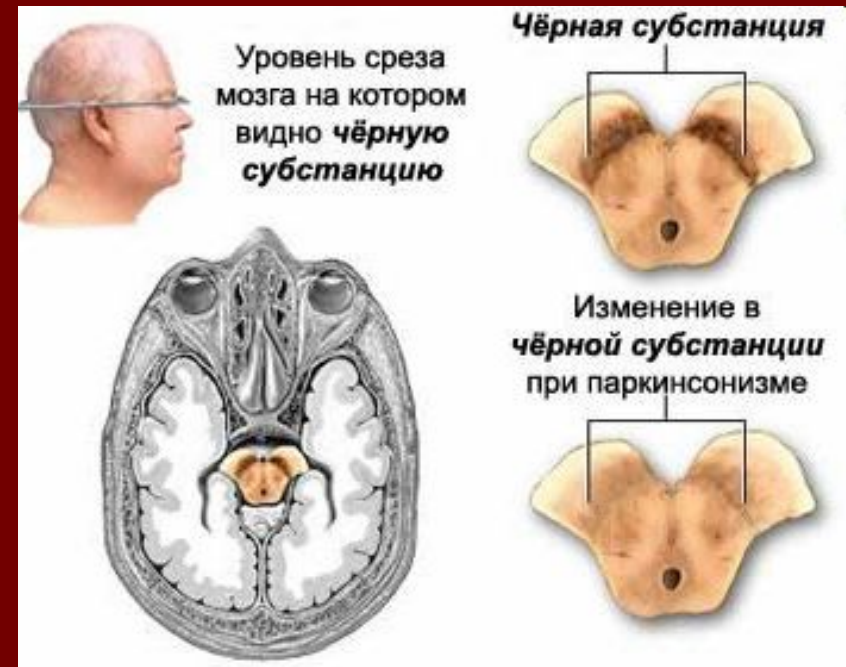 Уровень среза
мозга на котором
видно чёрную
субстанцию
Чёрная субстанция
Изменение в
чёрной субстанции
при паркинсонизме